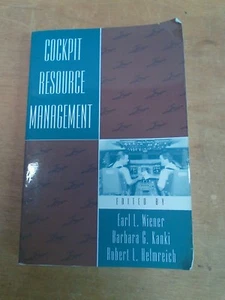 COCKPIT
RESOURCE
MANAGEMENT
EDITED BY
Earl L. Wiener
Barbara G. Kanki
Robert L. Helmreich